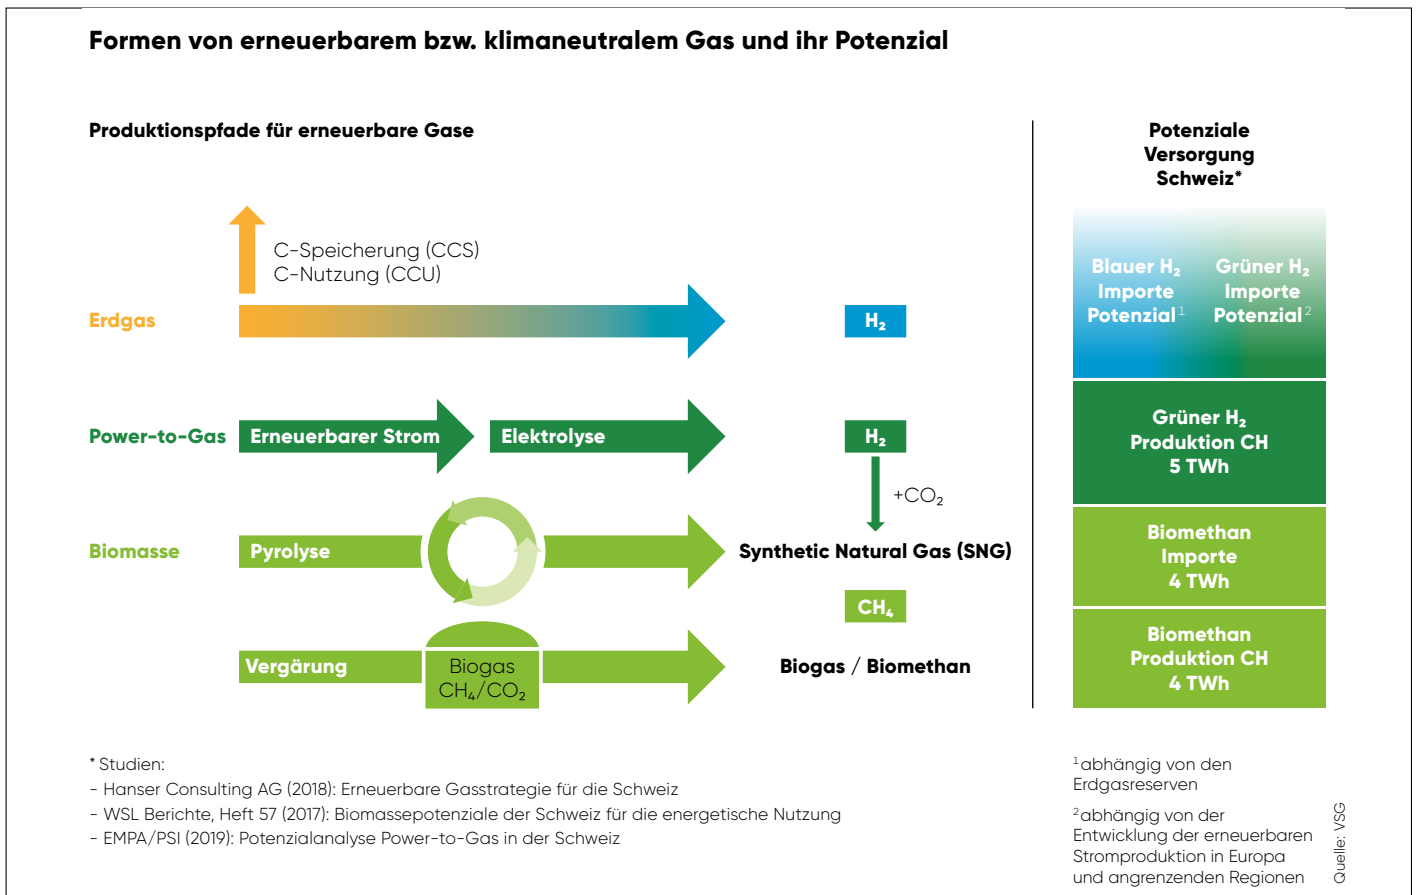 Formen von erneuerbarem bzw. klimaneutralem Gas und ihr Potenzial
Produktionspfade für erneuerbare Gase
C-Speicherung (CCS)
C-Nutzung (CCU)
Erdgas
H₂
Power-to-Gas
Erneuerbarer Strom
Elektrolyse
H₂
+CO₂
Biomasse
Pyrolyse
Synthetic Natural Gas (SNG)
CH₄
Vergärung
Biogas
CH₄/CO₂
Biogas / Biomethan
Potenziale
Versorgung
Schweiz*
Blauer H₂
Importe
Potenzial¹
Grüner H₂
Importe
Potenzial²
Grüner H₂
Produktion CH
5 TWh
Biomethan
Importe
4 TWh
Biomethan
Produktion CH
4 TWh
* Studien:
- Hanser Consulting AG (2018): Erneuerbare Gasstrategie für die Schweiz
- WSL Berichte, Heft 57 (2017): Biomassepotenziale der Schweiz für die energetische Nutzung
- EMPA/PSI (2019): Potenzialanalyse Power-to-Gas in der Schweiz
¹abhängig von den
Erdgasreserven
²abhängig von der
Entwicklung der erneuerbaren
Stromproduktion in Europa
und angrenzenden Regionen
Quelle: VSG